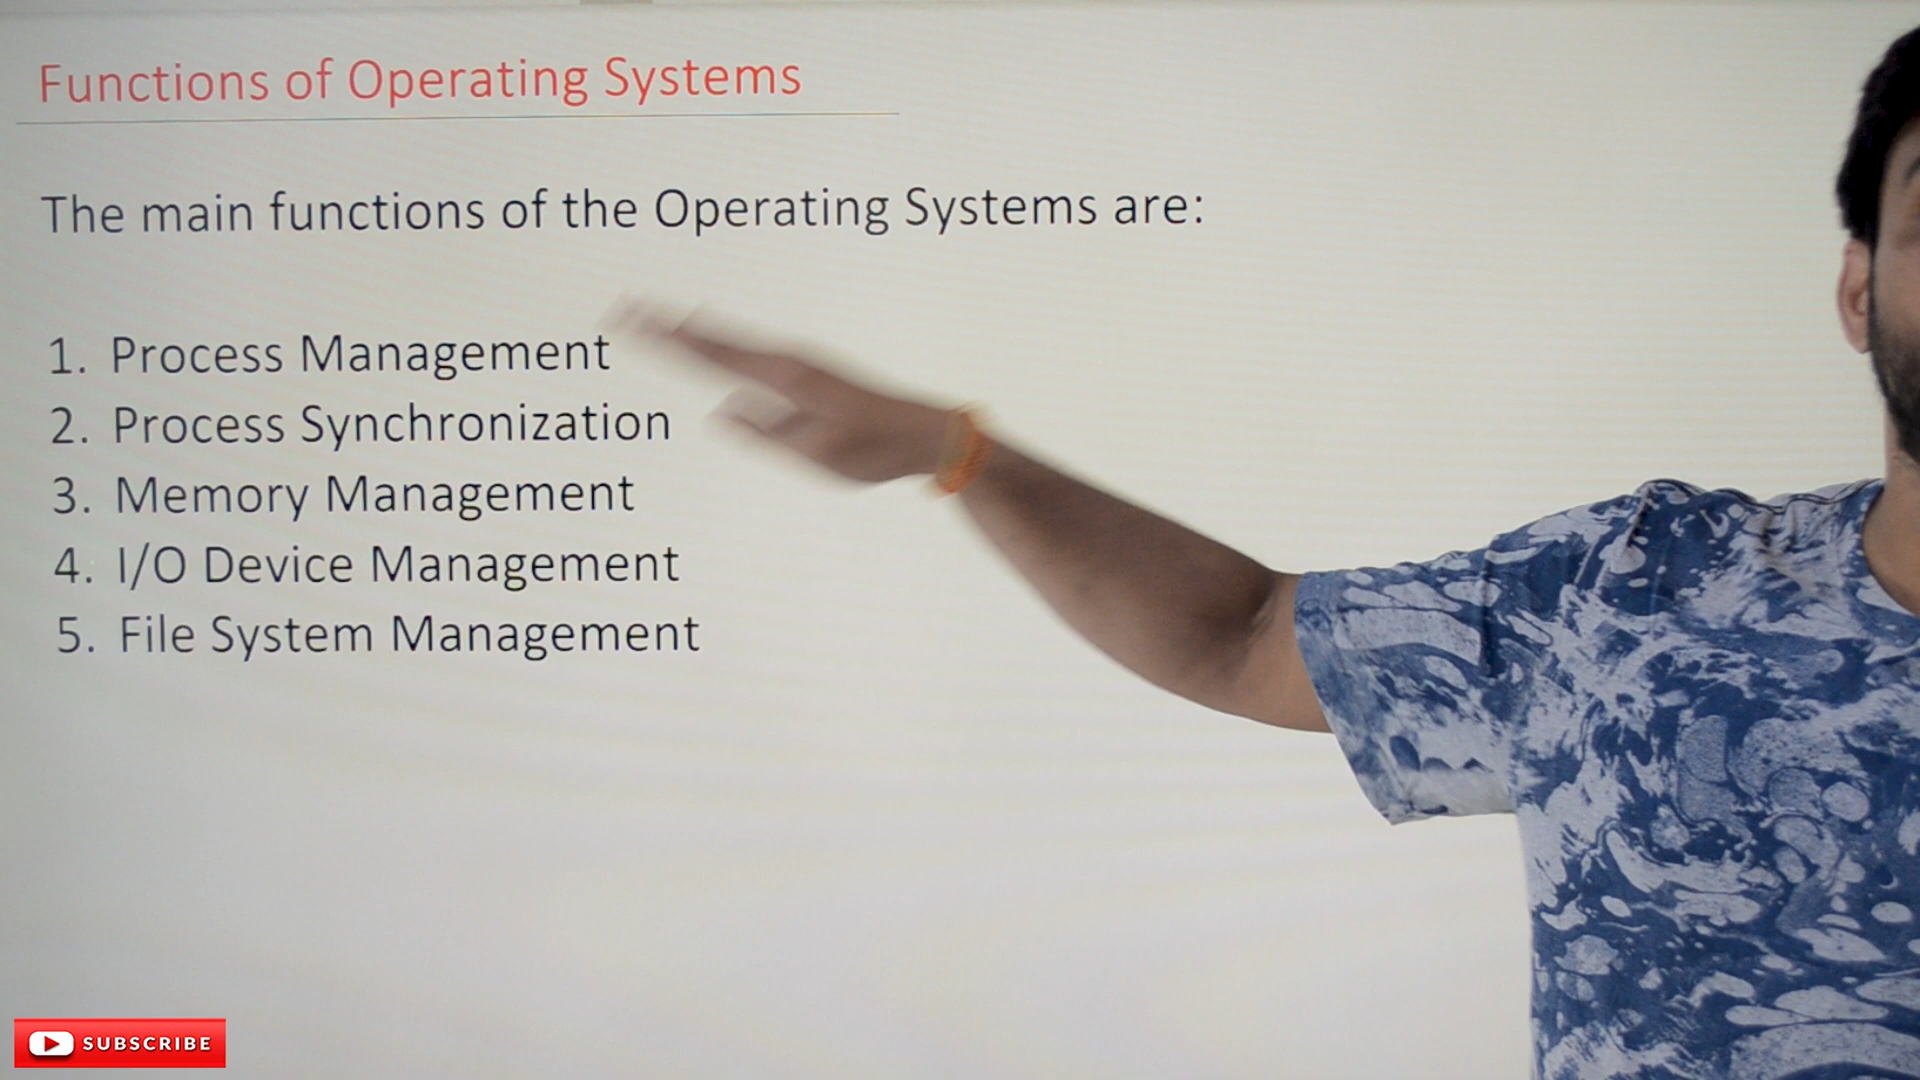 Functions of Operating Systems
The main functions of the Operating Systems are:
1. Process Management
2. Process Synchronization
3. Memory Management
4. I/O Device Management
5. File System Management
SUBSCRIBE